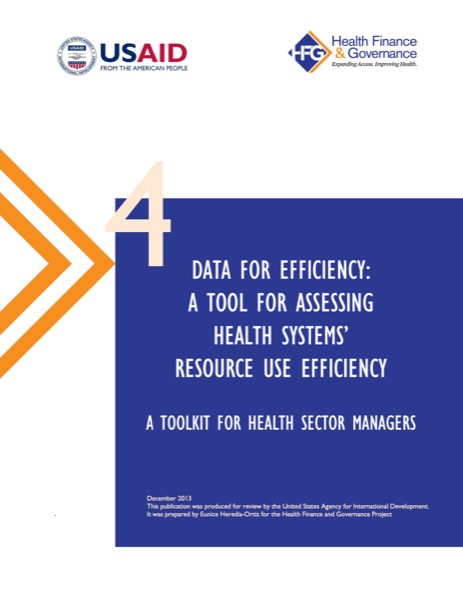 USAID
USAID
FROM THE AMERICAN PEOPLE
HFG
Health Finance
& Governance
Expanding Access. Improving Health.
4
DATA FOR EFFICIENCY:
A TOOL FOR ASSESSING
HEALTH SYSTEMS’
RESOURCE USE EFFICIENCY
A TOOLKIT FOR HEALTH SECTOR MANAGERS
December 2013
This publication was produced for review by the United States Agency for International Development.
It was prepared by Eunice Heredia-Ortiz for the Health Finance and Governance Project